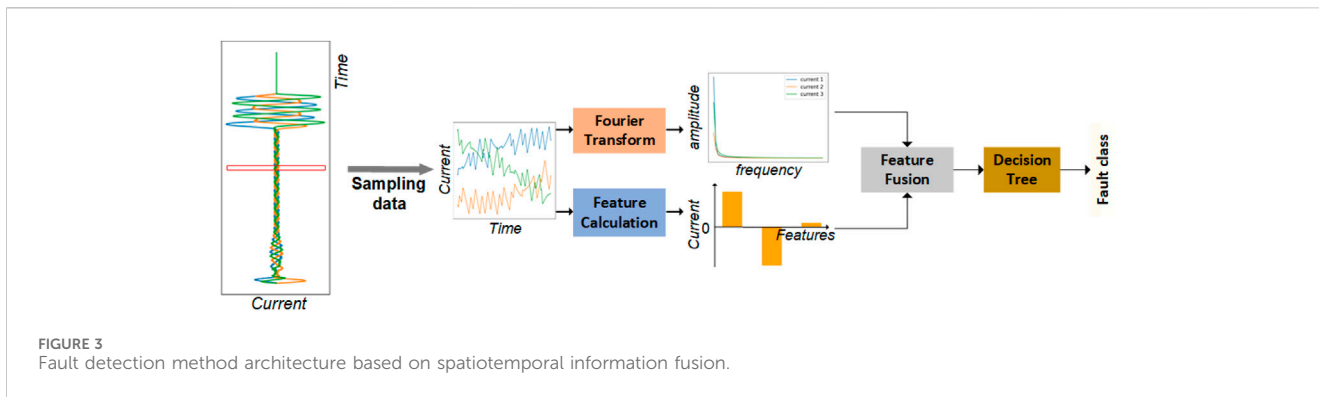 Time
Current
Sampling
data
Current
Time
Fourier
Transform
Feature
Calculation
amplitude
current 1
current 2
current 3
frequency
Current
0
Features
Feature
Fusion
Decision
Tree
Fault class
FIGURE 3
Fault detection method architecture based on spatiotemporal information fusion.